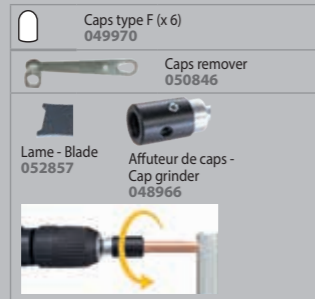 Caps type F (x 6)
049970
Caps remover
050846
Lame - Blade
052857
Affuteur de caps -
Cap grinder
048966